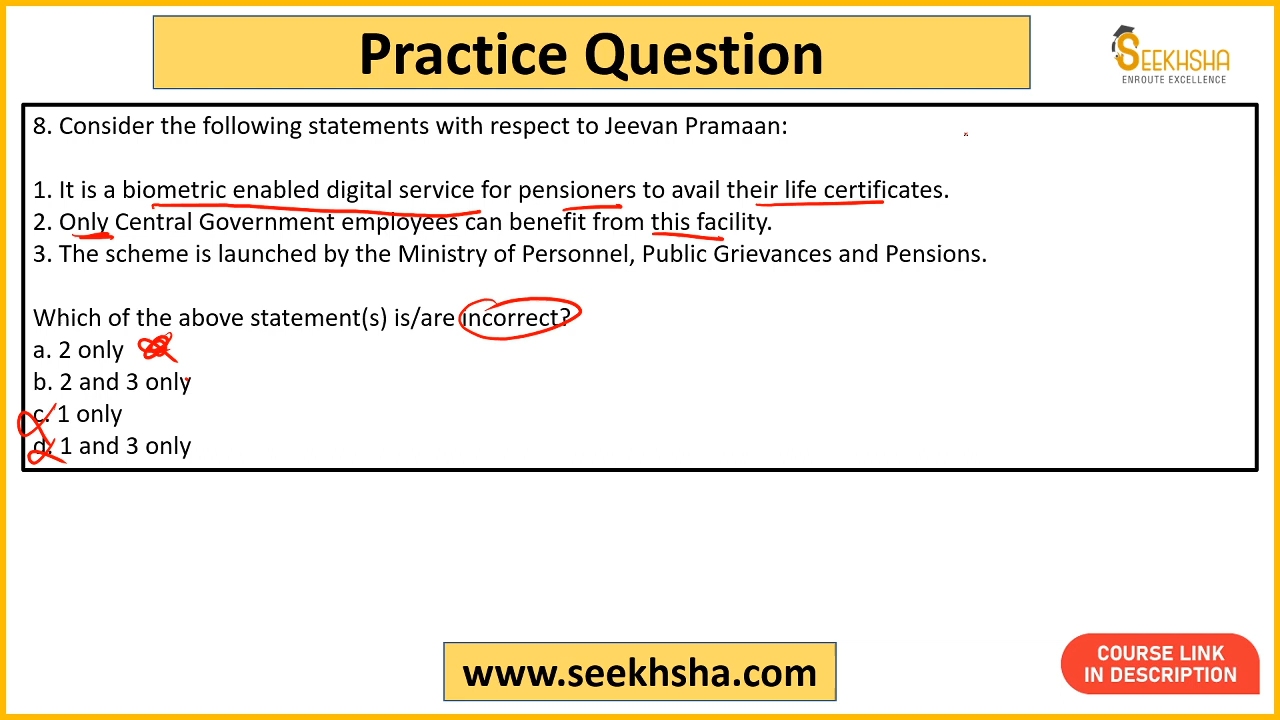 Practice Question
SEEKHSHA
ENROUTE EXCELLENCE
8. Consider the following statements with respect to Jeevan Pramaan:
1. It is a biometric enabled digital service for pensioners to avail their life certificates.
2. Only Central Government employees can benefit from this facility.
3. The scheme is launched by the Ministry of Personnel, Public Grievances and Pensions.
Which of the above statement(s) is/are incorrect?
a. 2 only
b. 2 and 3 only
c. 1 only
d. 1 and 3 only
www.seekhsha.com
COURSE LINK
IN DESCRIPTION